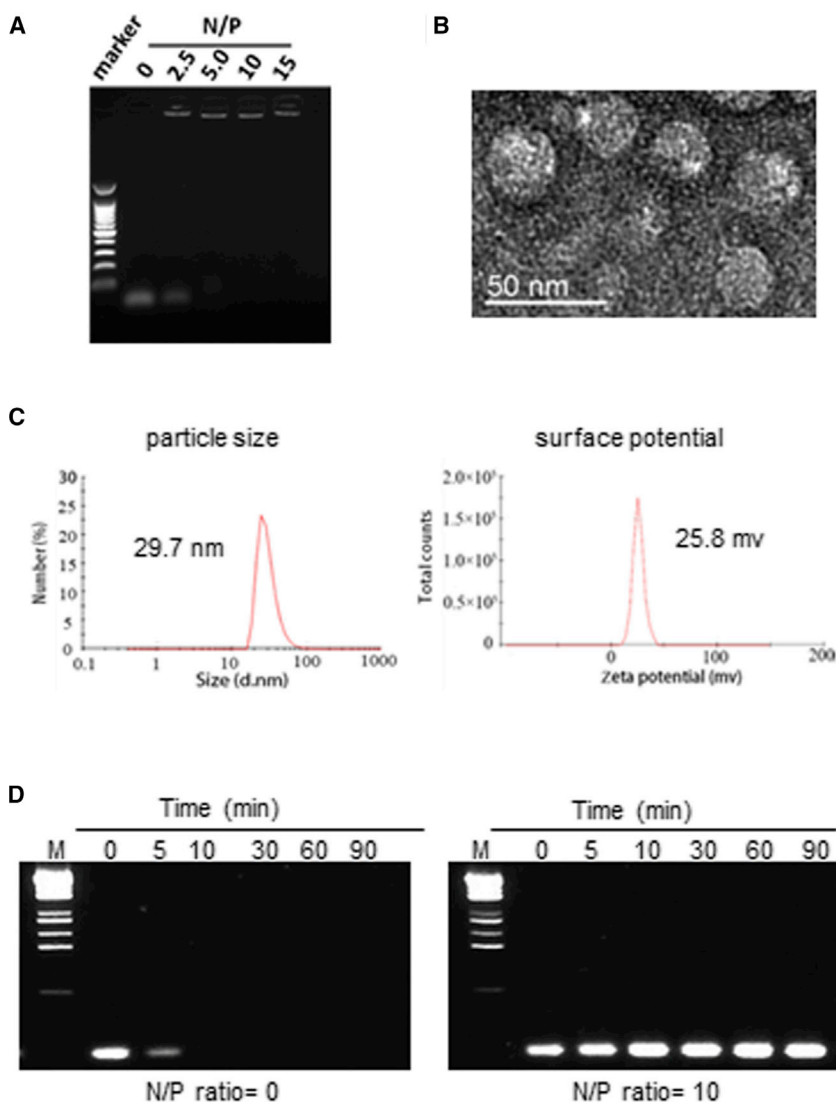 A
N/P
marker 0 2.5 5.0 10 15
B
50 nm
C
particle size
30
25
20
15
10
5
0
Number (%)
29.7 nm
0.1 1 10 100 1000
Size (d.nm)
surface potential
2.0×10⁵
1.5×10⁵
1.0×10⁵
0.5×10⁵
0
Total counts
25.8 mv
0 100 200
Zeta potential (mv)
D
Time (min)
M 0 5 10 30 60 90
N/P ratio= 0
Time (min)
M 0 5 10 30 60 90
N/P ratio= 10